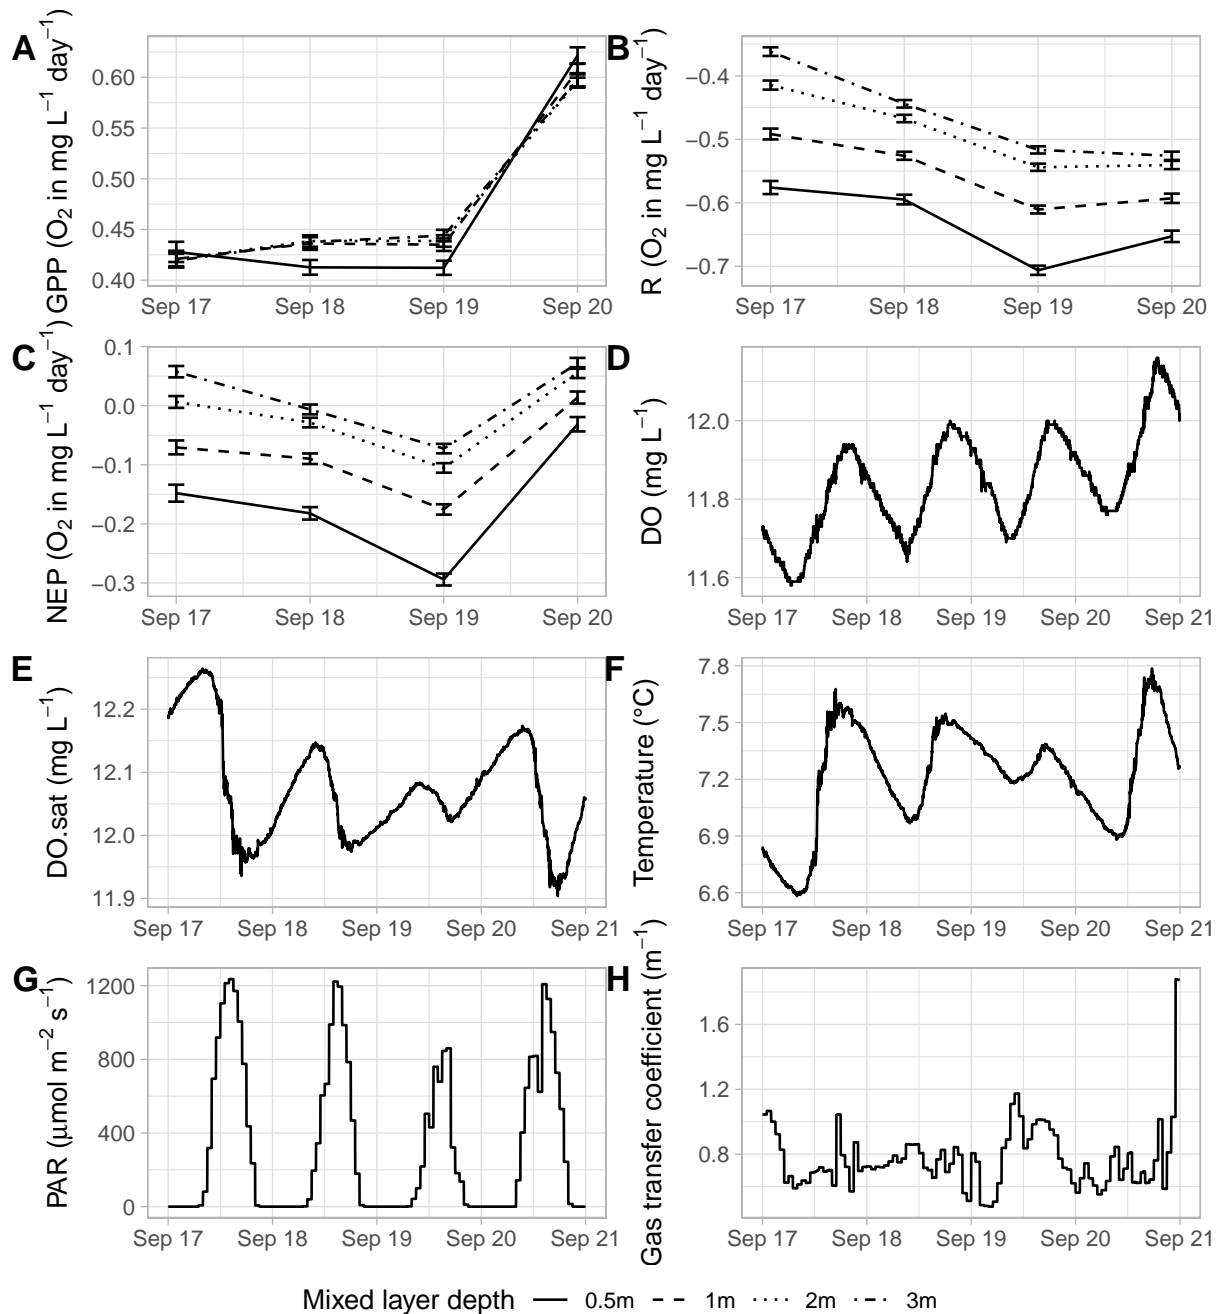 A
GPP (O₂ in mg L⁻¹ day⁻¹)
0.60
0.55
0.50
0.45
0.40
Sep 17 Sep 18 Sep 19 Sep 20
B
R (O₂ in mg L⁻¹ day⁻¹)
−0.4
−0.5
−0.6
−0.7
Sep 17 Sep 18 Sep 19 Sep 20
C
NEP (O₂ in mg L⁻¹ day⁻¹)
0.1
0.0
−0.1
−0.2
−0.3
Sep 17 Sep 18 Sep 19 Sep 20
D
DO (mg L⁻¹)
12.0
11.8
11.6
Sep 17 Sep 18 Sep 19 Sep 20 Sep 21
E
DO.sat (mg L⁻¹)
12.2
12.1
12.0
11.9
Sep 17 Sep 18 Sep 19 Sep 20 Sep 21
F
Temperature (°C)
7.8
7.5
7.2
6.9
6.6
Sep 17 Sep 18 Sep 19 Sep 20 Sep 21
G
PAR (μmol m⁻² s⁻¹)
1200
800
400
0
Sep 17 Sep 18 Sep 19 Sep 20 Sep 21
H
Gas transfer coefficient (m⁻¹)
1.6
1.2
0.8
Sep 17 Sep 18 Sep 19 Sep 20 Sep 21
Mixed layer depth 0.5m 1m 2m 3m